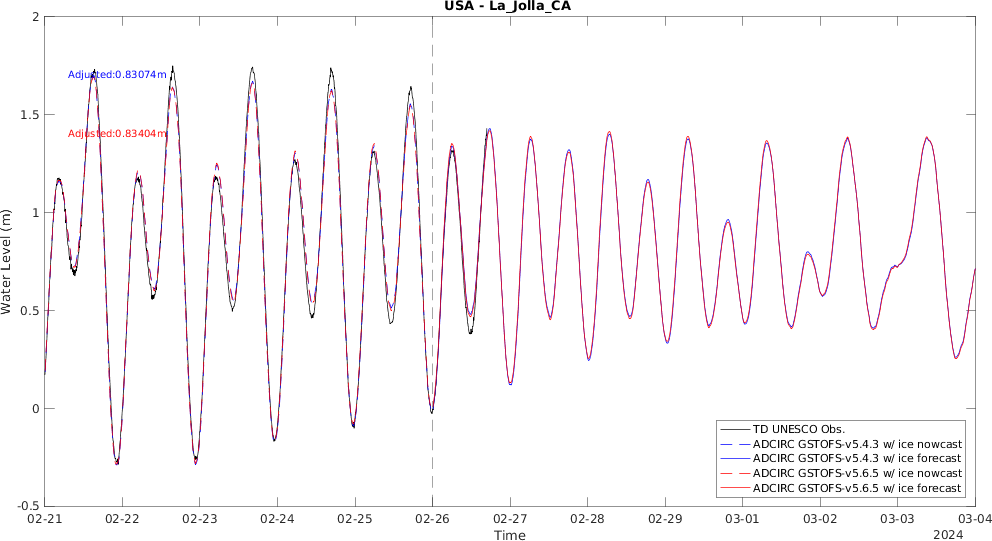 USA - La_Jolla_CA
2
1.5
1
0.5
0
-0.5
Water Level (m)
Adjusted:0.83074m
Adjusted:0.83404m
TD UNESCO Obs.
ADCIRC GSTOFS-v5.4.3 w/ ice nowcast
ADCIRC GSTOFS-v5.4.3 w/ ice forecast
ADCIRC GSTOFS-v5.6.5 w/ ice nowcast
ADCIRC GSTOFS-v5.6.5 w/ ice forecast
02-21 02-22 02-23 02-24 02-25 02-26 02-27 02-28 02-29 03-01 03-02 03-03 03-04
Time
2024